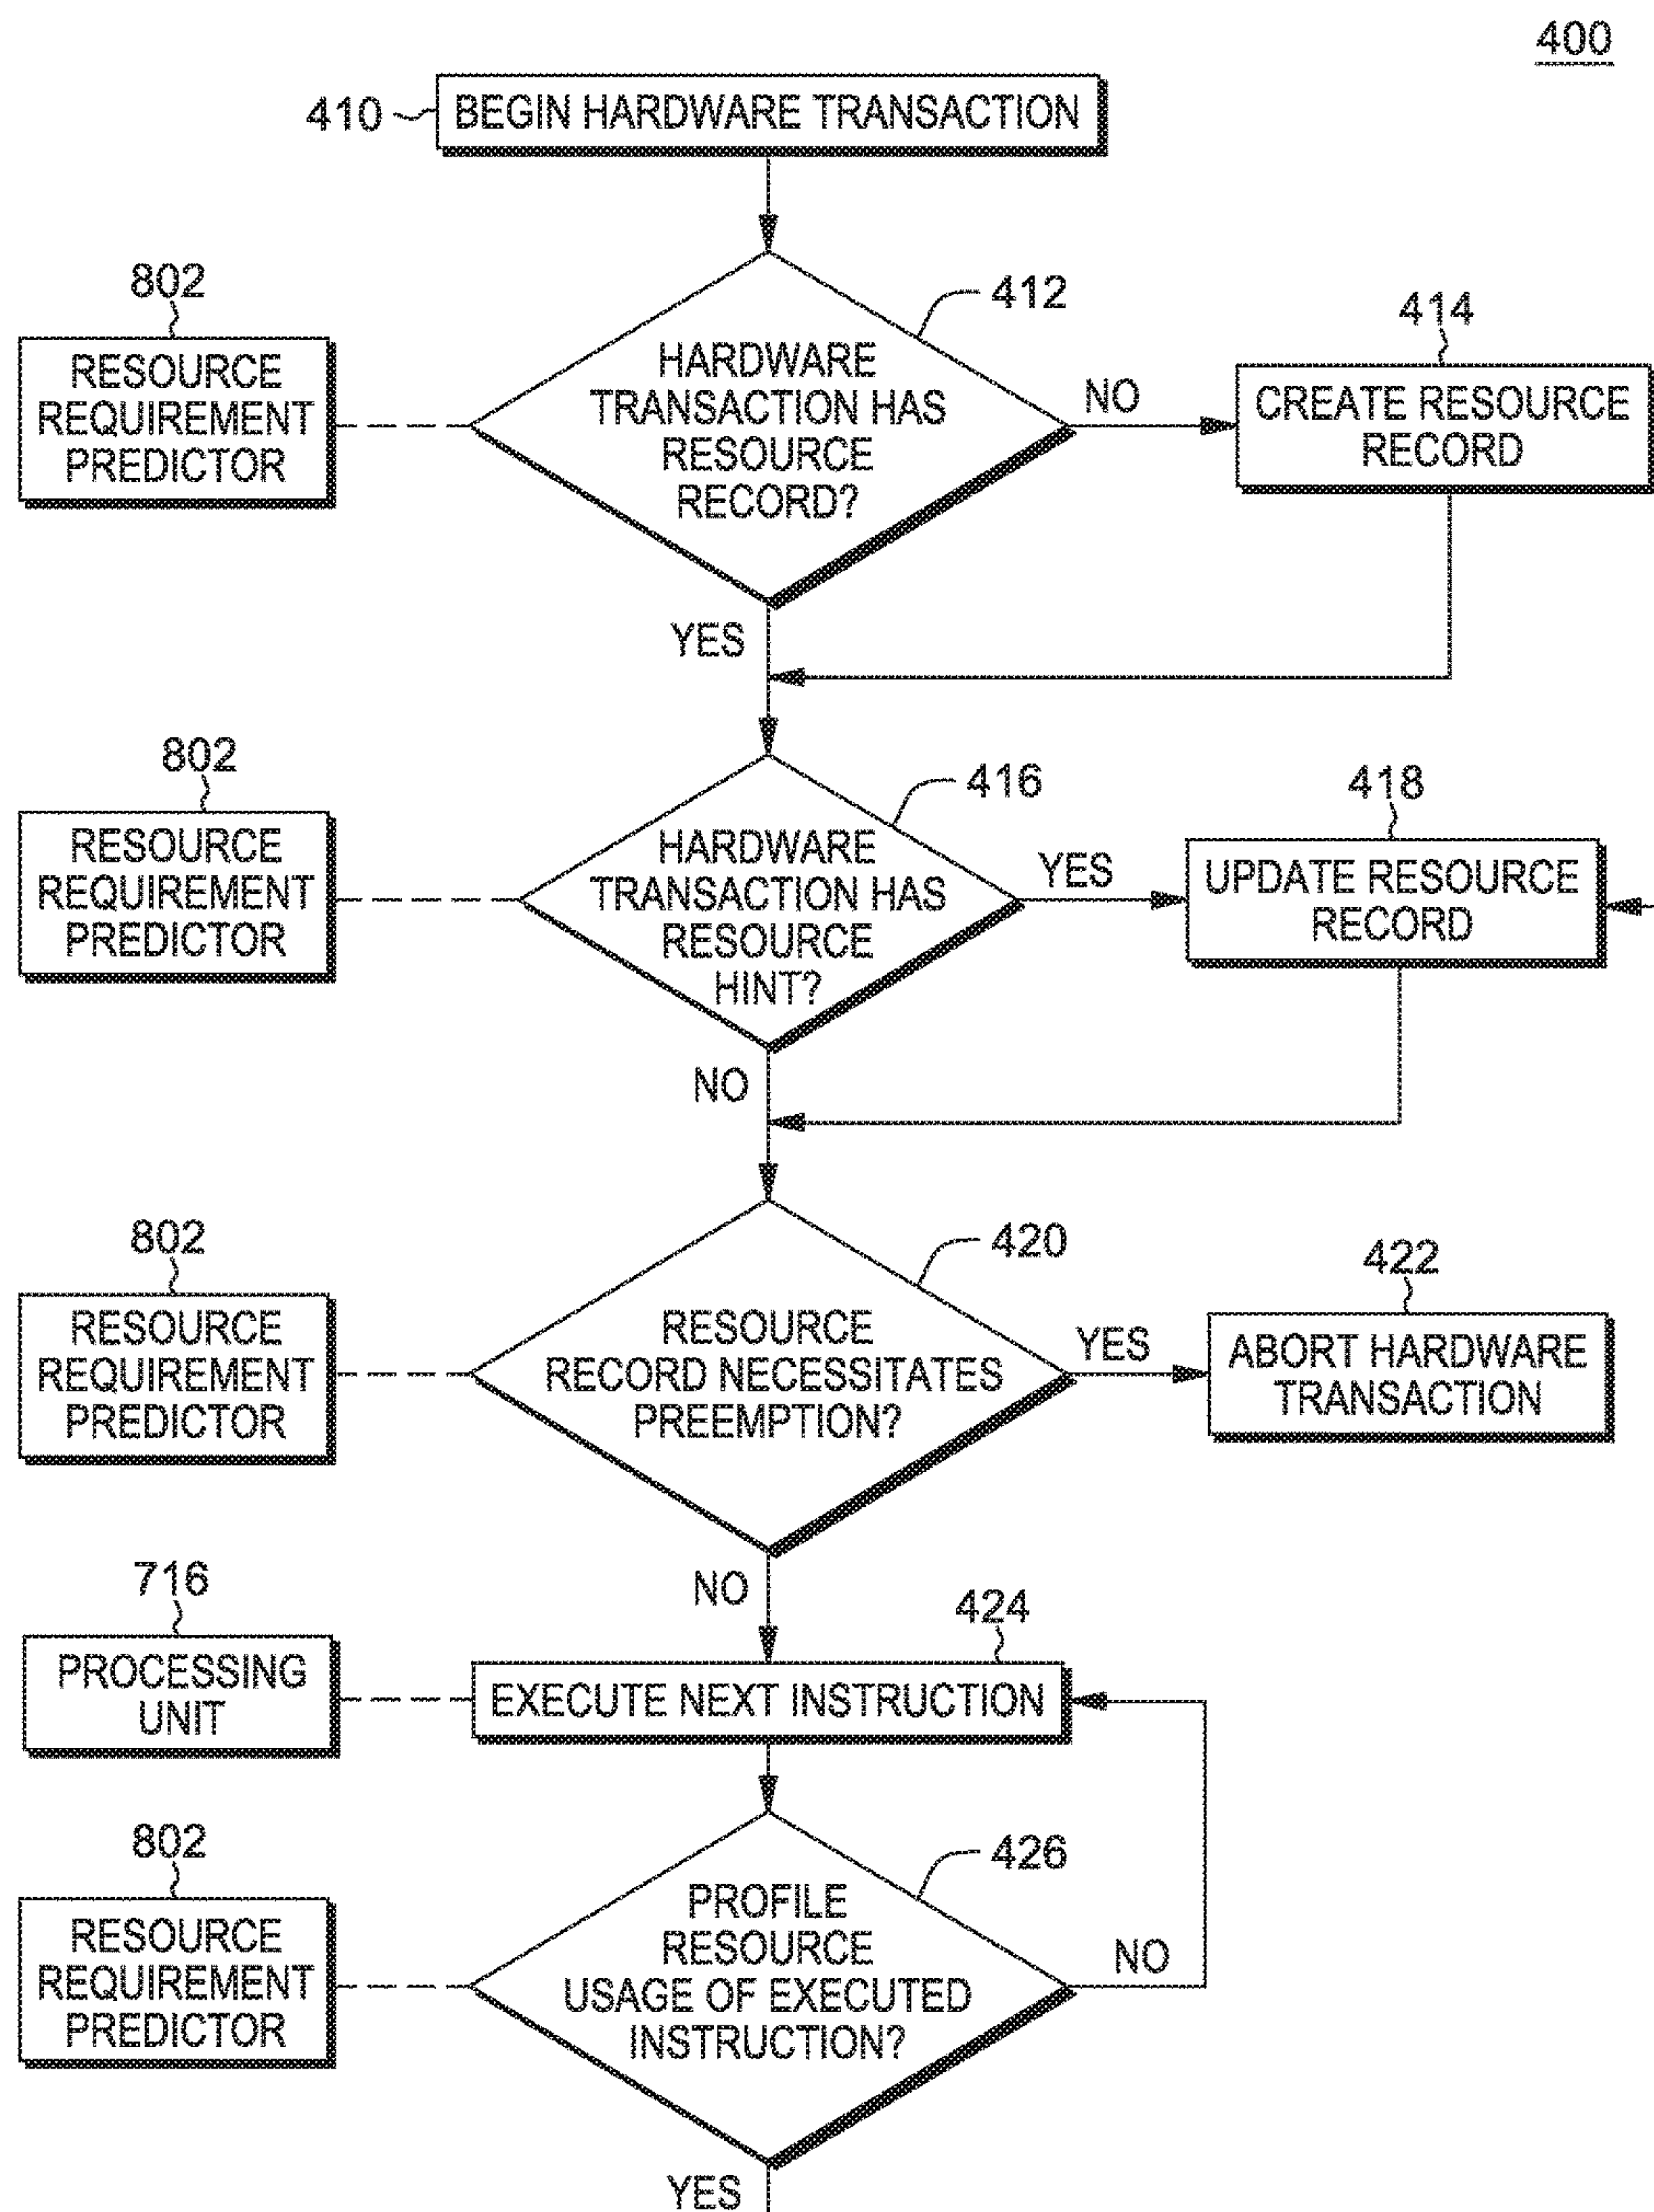 400
410
BEGIN HARDWARE TRANSACTION
802
RESOURCE
REQUIREMENT
PREDICTOR
412
HARDWARE
TRANSACTION HAS
RESOURCE
RECORD?
NO
414
CREATE RESOURCE
RECORD
YES
802
RESOURCE
REQUIREMENT
PREDICTOR
416
HARDWARE
TRANSACTION HAS
RESOURCE
HINT?
YES
418
UPDATE RESOURCE
RECORD
NO
802
RESOURCE
REQUIREMENT
PREDICTOR
420
RESOURCE
RECORD NECESSITATES
PREEMPTION?
YES
422
ABORT HARDWARE
TRANSACTION
NO
716
PROCESSING
UNIT
424
EXECUTE NEXT INSTRUCTION
802
RESOURCE
REQUIREMENT
PREDICTOR
426
PROFILE
RESOURCE
USAGE OF EXECUTED
INSTRUCTION?
NO
YES